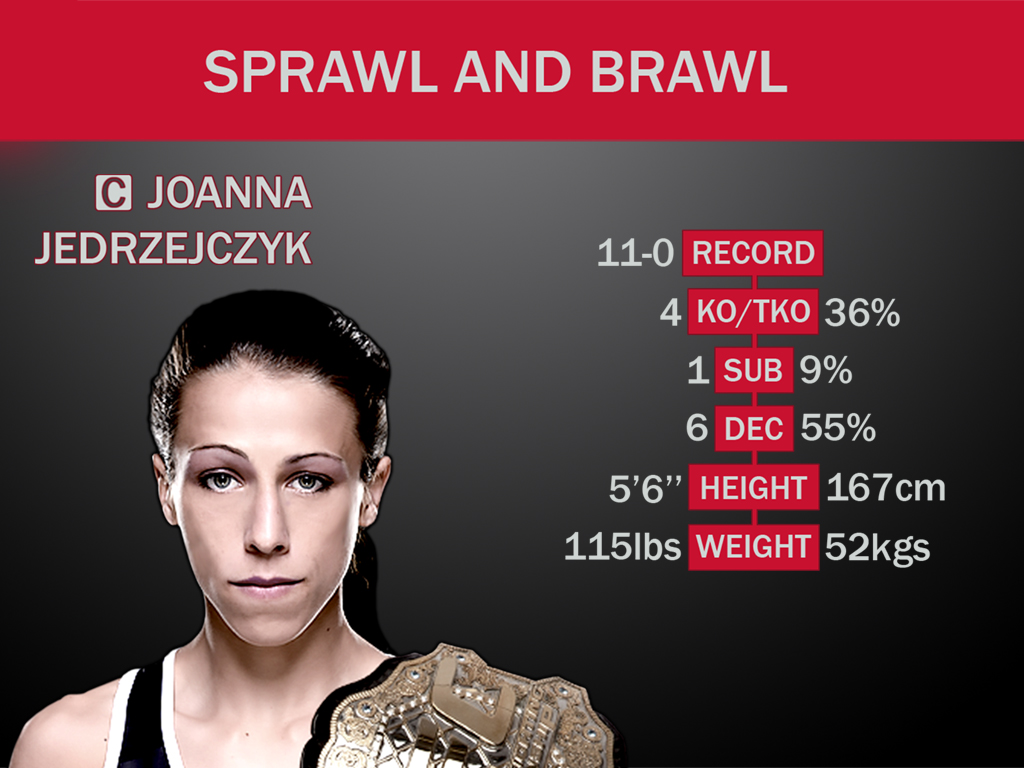 SPRAWL AND BRAWL
C JOANNA
JEDRZEJCZYK
11-0 RECORD
4 KO/TKO 36%
1 SUB 9%
6 DEC 55%
5’6’’ HEIGHT 167cm
115lbs WEIGHT 52kgs